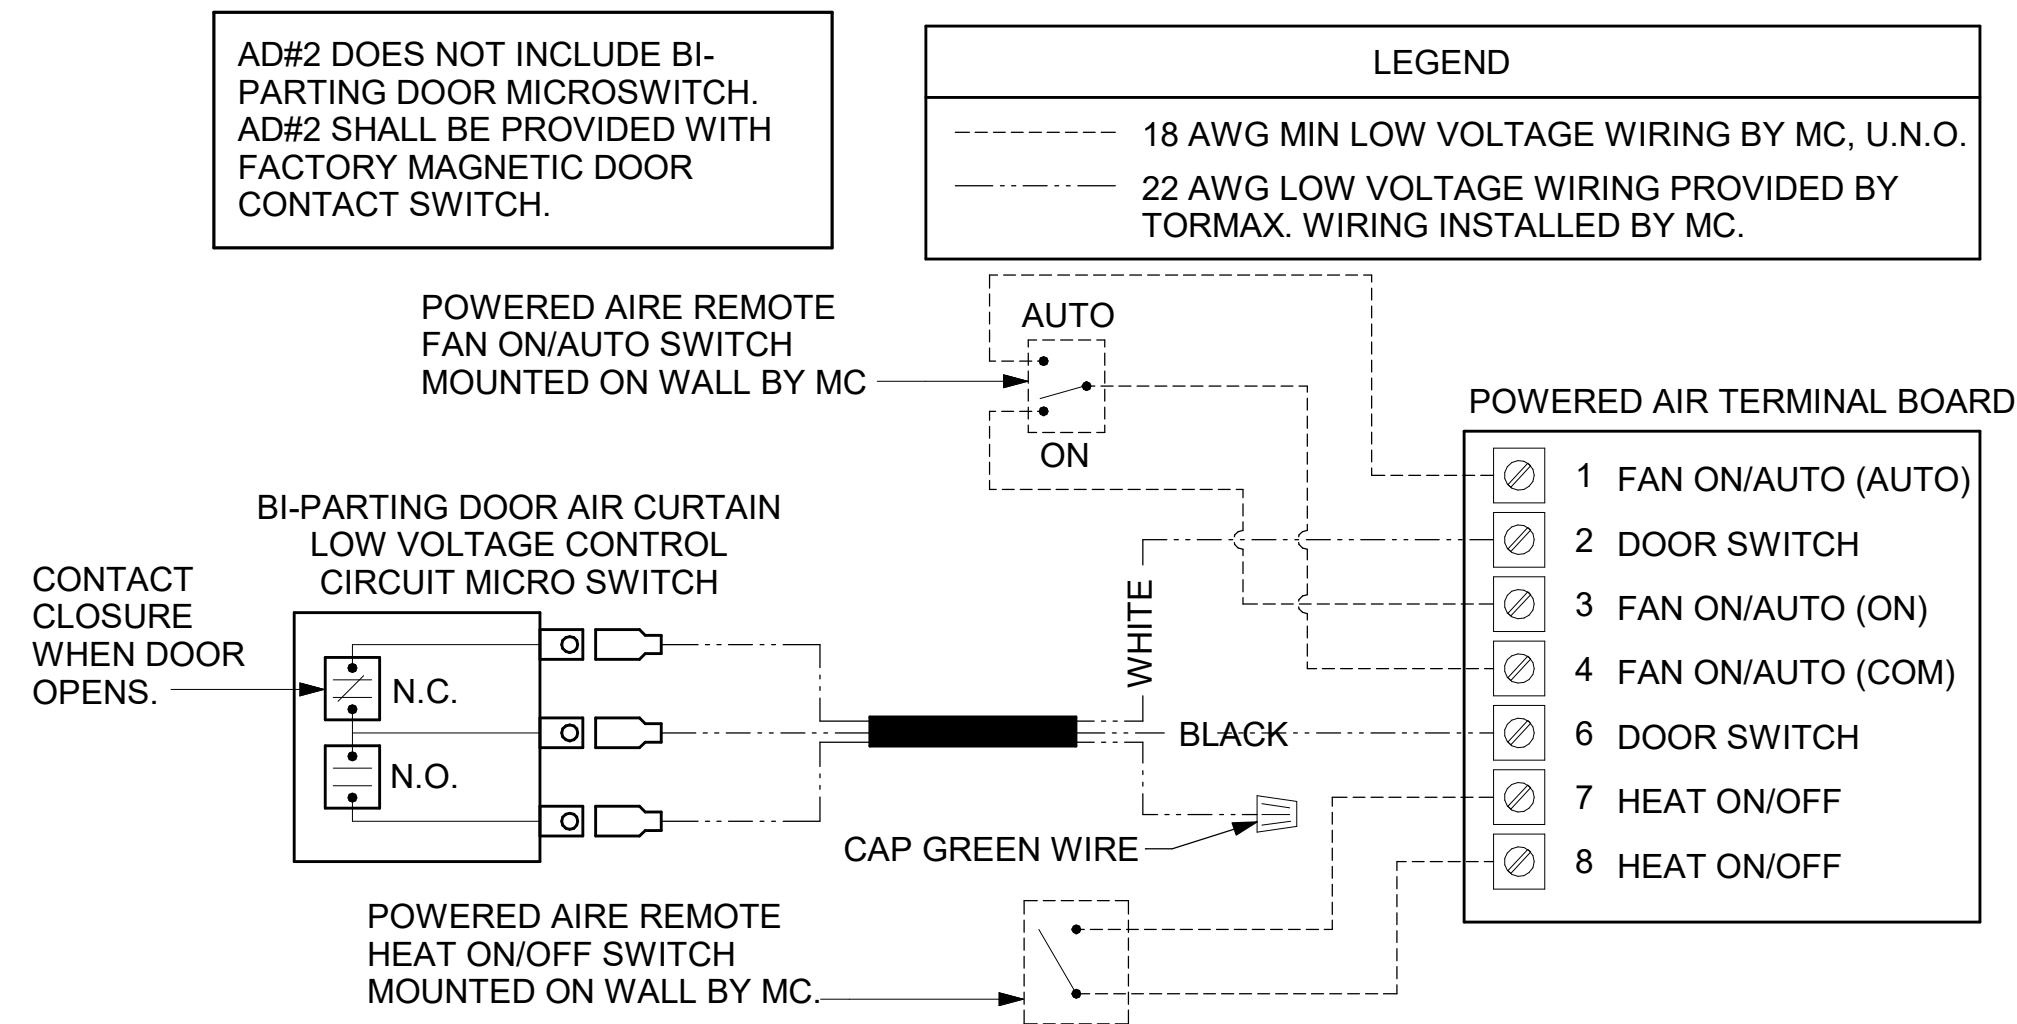 AD#2 DOES NOT INCLUDE BI-
PARTING DOOR MICROSWITCH.
AD#2 SHALL BE PROVIDED WITH
FACTORY MAGNETIC DOOR
CONTACT SWITCH.
LEGEND
18 AWG MIN LOW VOLTAGE WIRING BY MC, U.N.O.
22 AWG LOW VOLTAGE WIRING PROVIDED BY
TORMAX. WIRING INSTALLED BY MC.
POWERED AIRE REMOTE
FAN ON/AUTO SWITCH
MOUNTED ON WALL BY MC
AUTO
ON
POWERED AIR TERMINAL BOARD
1 FAN ON/AUTO (AUTO)
2 DOOR SWITCH
3 FAN ON/AUTO (ON)
4 FAN ON/AUTO (COM)
6 DOOR SWITCH
7 HEAT ON/OFF
8 HEAT ON/OFF
BI-PARTING DOOR AIR CURTAIN
LOW VOLTAGE CONTROL
CIRCUIT MICRO SWITCH
CONTACT
CLOSURE
WHEN DOOR
OPENS.
N.C.
N.O.
WHITE
BLACK
CAP GREEN WIRE
POWERED AIRE REMOTE
HEAT ON/OFF SWITCH
MOUNTED ON WALL BY MC.